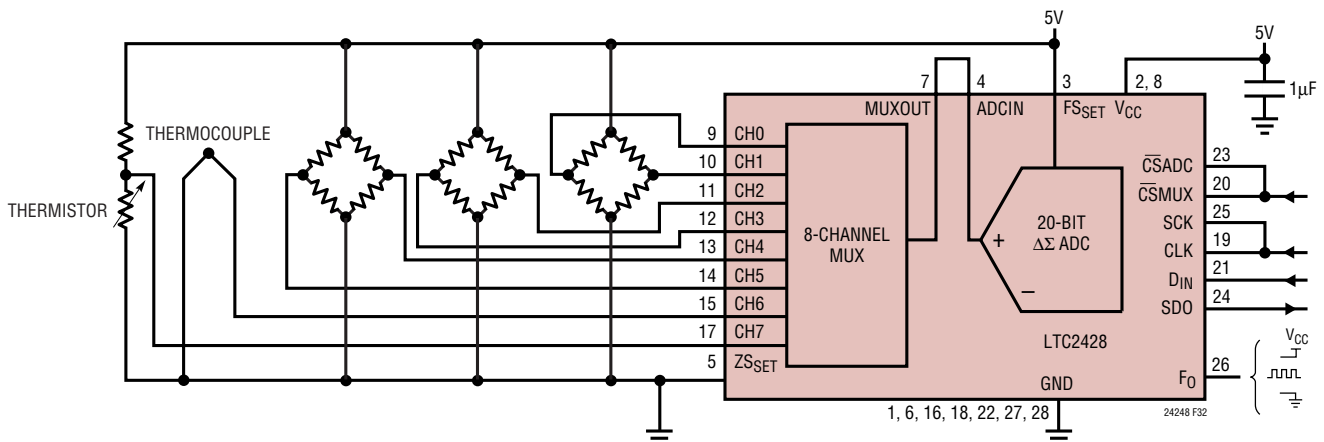 5V
5V
7 4 3 2, 8
1µF
MUXOUT ADCIN FSSET VCC
THERMOCOUPLE
THERMISTOR
9 CH0
10 CH1
11 CH2
12 CH3
13 CH4
14 CH5
15 CH6
17 CH7
5 ZSSET
8-CHANNEL
MUX
+
–
20-BIT
ΔΣ ADC
LTC2428
C̅S̅ADC 23
C̅S̅MUX 20
SCK 25
CLK 19
DIN 21
SDO 24
VCC
FO 26
GND
1, 6, 16, 18, 22, 27, 28
24248 F32